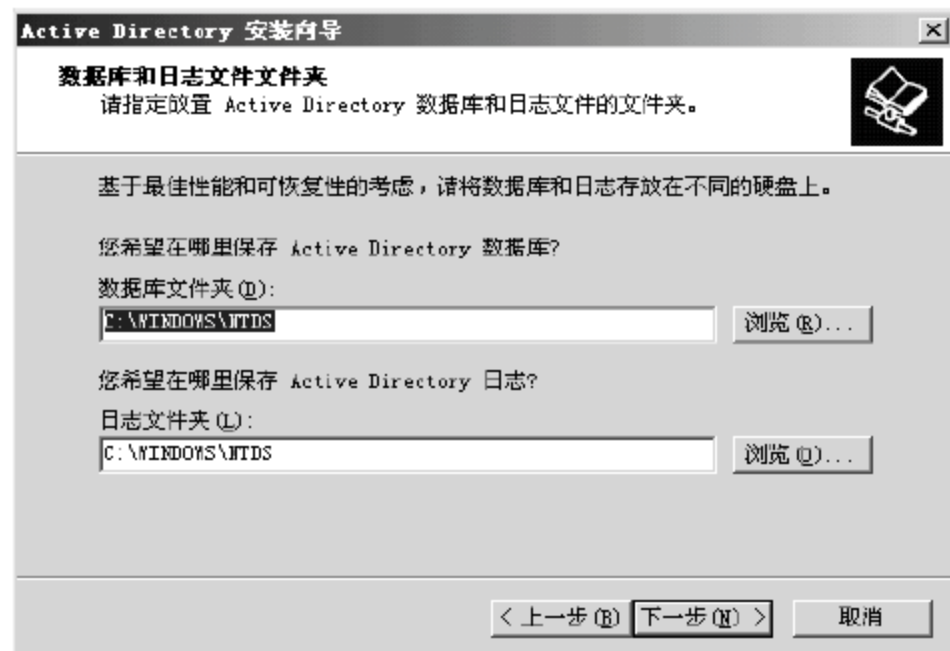 Active Directory 安装向导
数据库和日志文件文件夹
请指定放置 Active Directory 数据库和日志文件的文件夹。
基于最佳性能和可恢复性的考虑，请将数据库和日志存放在不同的硬盘上。
您希望在哪里保存 Active Directory 数据库?
数据库文件夹(D):
C:\WINDOWS\NTDS
浏览(R)...
您希望在哪里保存 Active Directory 日志?
日志文件夹(L):
C:\WINDOWS\NTDS
浏览(O)...
< 上一步(B) 下一步(N) > 取消